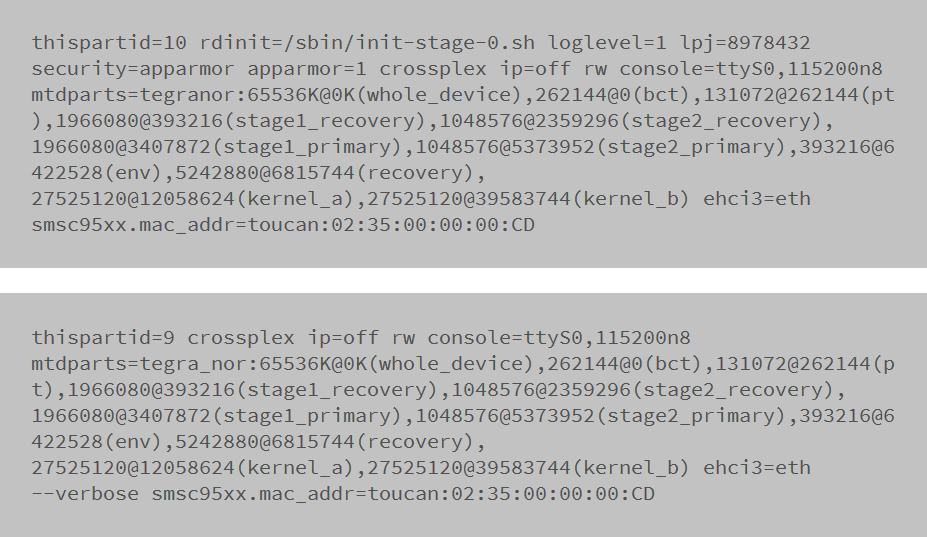 thispartid=10 rdinit=/sbin/init-stage-0.sh loglevel=1 lpj=8978432
security=apparmor apparmor=1 crossplex ip=off rw console=ttyS0,115200n8
mtdparts=tegranor:65536K@0K(whole_device),262144@0(bct),131072@262144(pt
),1966080@393216(stage1_recovery),1048576@2359296(stage2_recovery),
1966080@3407872(stage1_primary),1048576@5373952(stage2_primary),393216@6
422528(env),5242880@6815744(recovery),
27525120@12058624(kernel_a),27525120@39583744(kernel_b) ehci3=eth
smsc95xx.mac_addr=toucan:02:35:00:00:00:CD
thispartid=9 crossplex ip=off rw console=ttyS0,115200n8
mtdparts=tegra_nor:65536K@0K(whole_device),262144@0(bct),131072@262144(p
t),1966080@393216(stage1_recovery),1048576@2359296(stage2_recovery),
1966080@3407872(stage1_primary),1048576@5373952(stage2_primary),393216@6
422528(env),5242880@6815744(recovery),
27525120@12058624(kernel_a),27525120@39583744(kernel_b) ehci3=eth
--verbose smsc95xx.mac_addr=toucan:02:35:00:00:00:CD